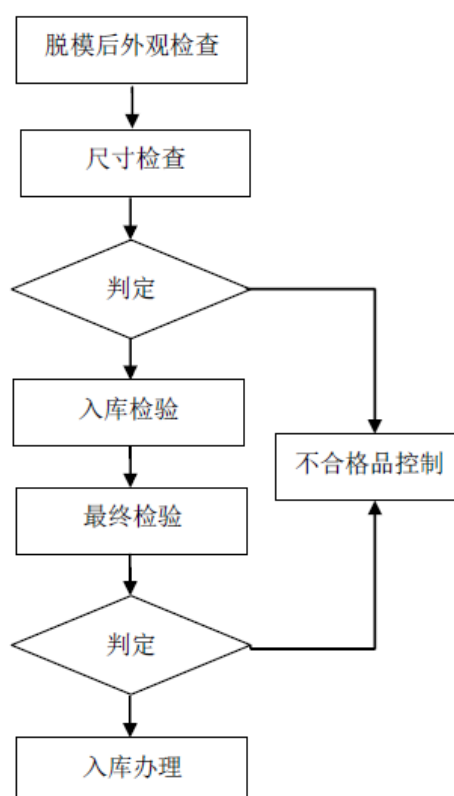 脱模后外观检查
尺寸检查
判定
入库检验
不合格品控制
最终检验
判定
入库办理